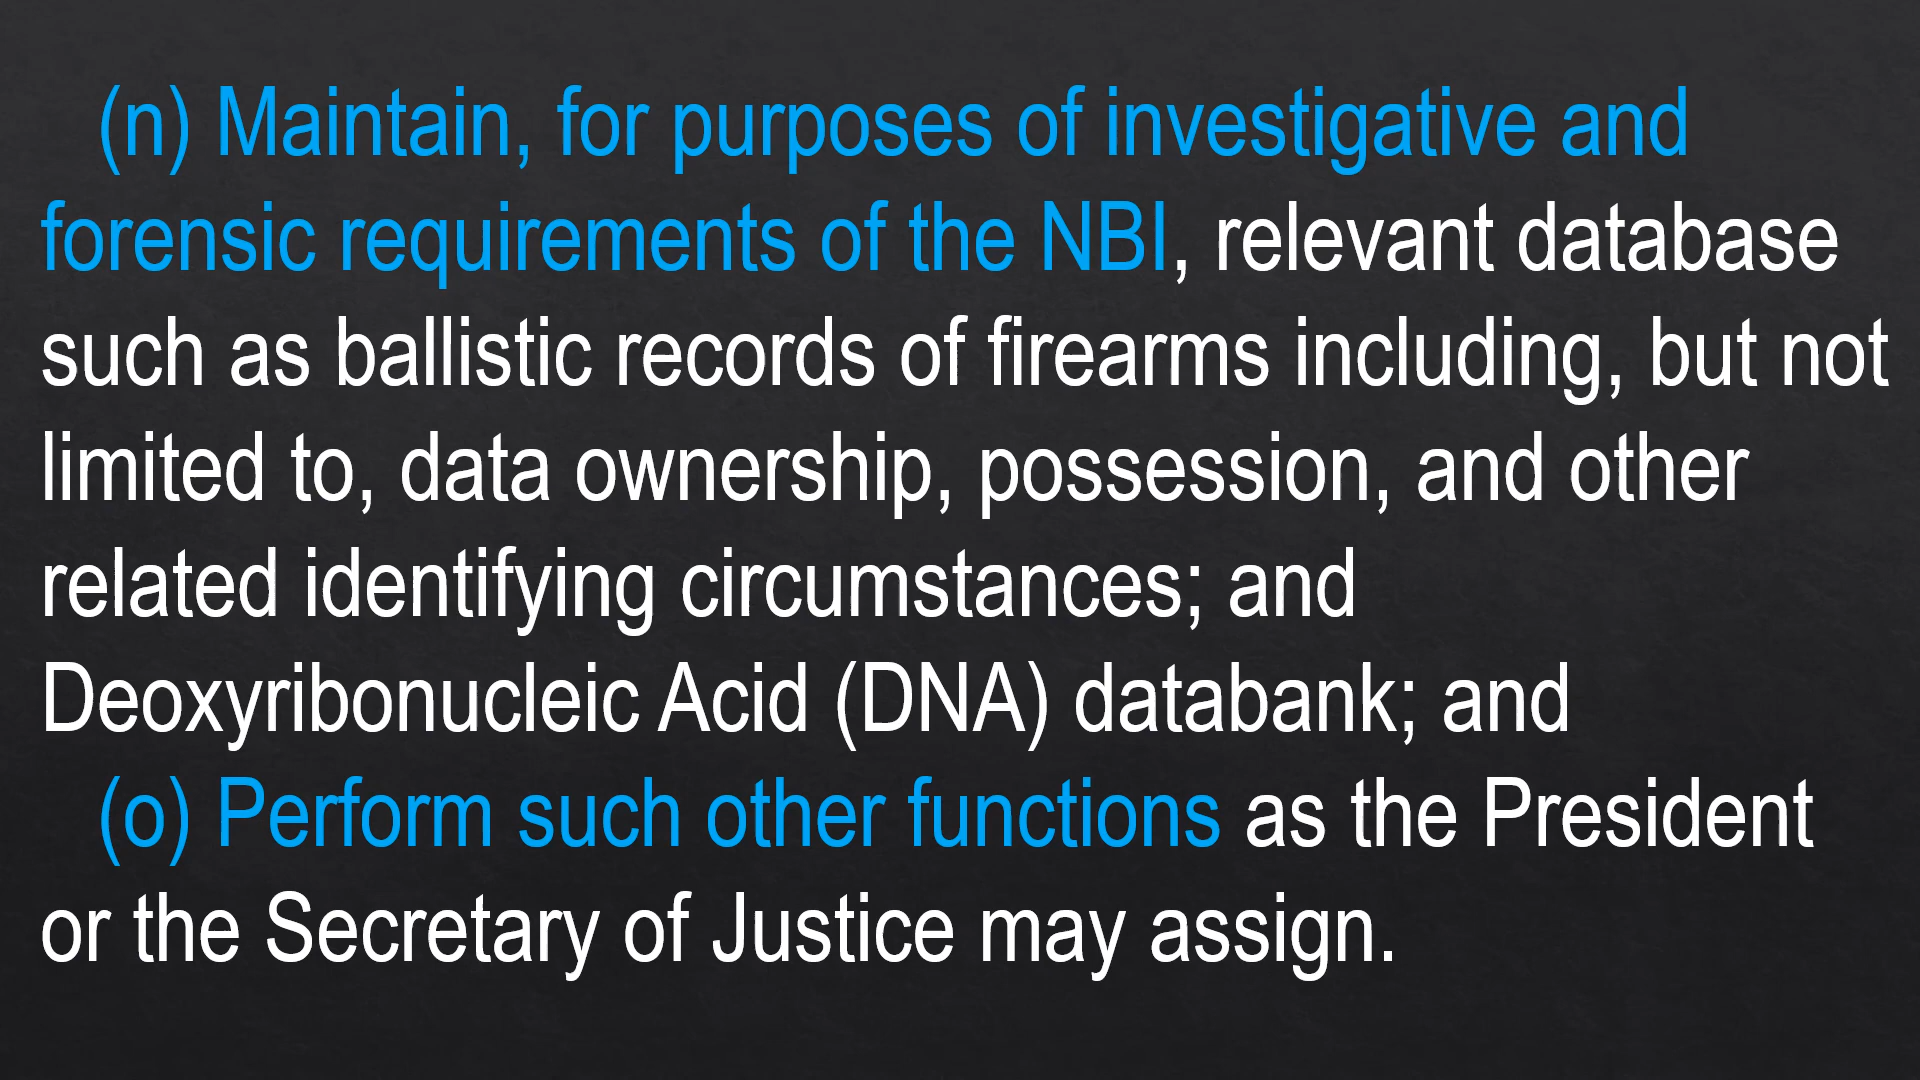 (n) Maintain, for purposes of investigative and
forensic requirements of the NBI, relevant database
such as ballistic records of firearms including, but not
limited to, data ownership, possession, and other
related identifying circumstances; and
Deoxyribonucleic Acid (DNA) databank; and
(o) Perform such other functions as the President
or the Secretary of Justice may assign.